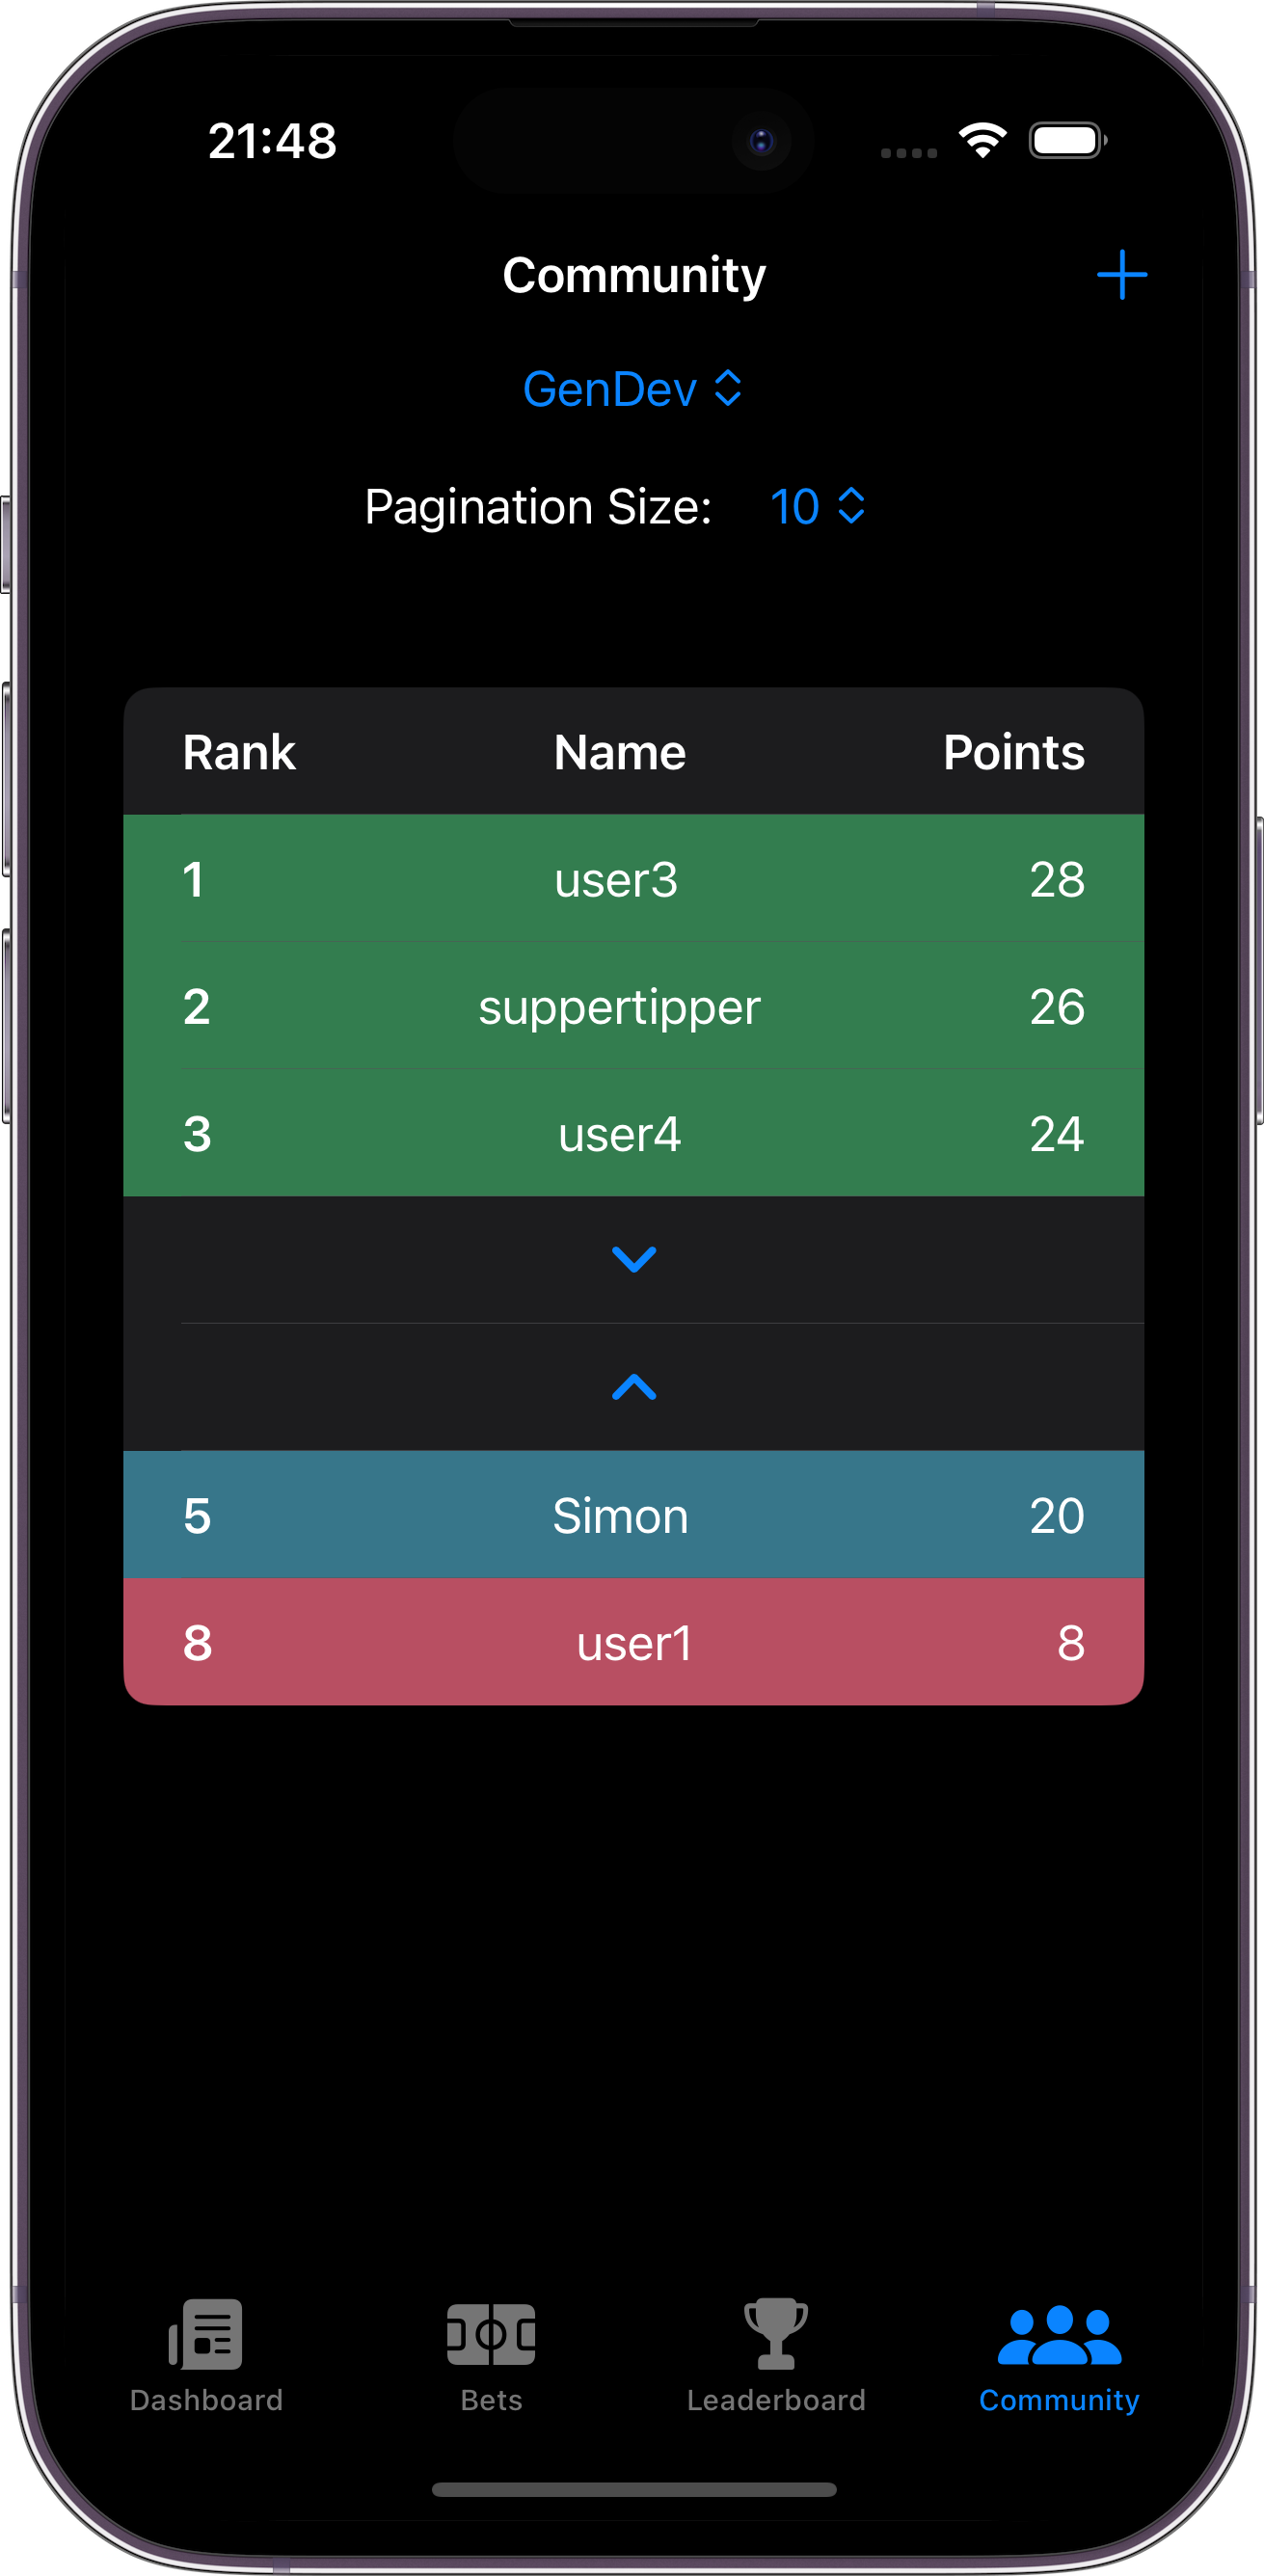 21:48
Community
GenDev
Pagination Size: 10
Rank Name Points
1 user3 28
2 suppertipper 26
3 user4 24
5 Simon 20
8 user1 8
Dashboard Bets Leaderboard Community